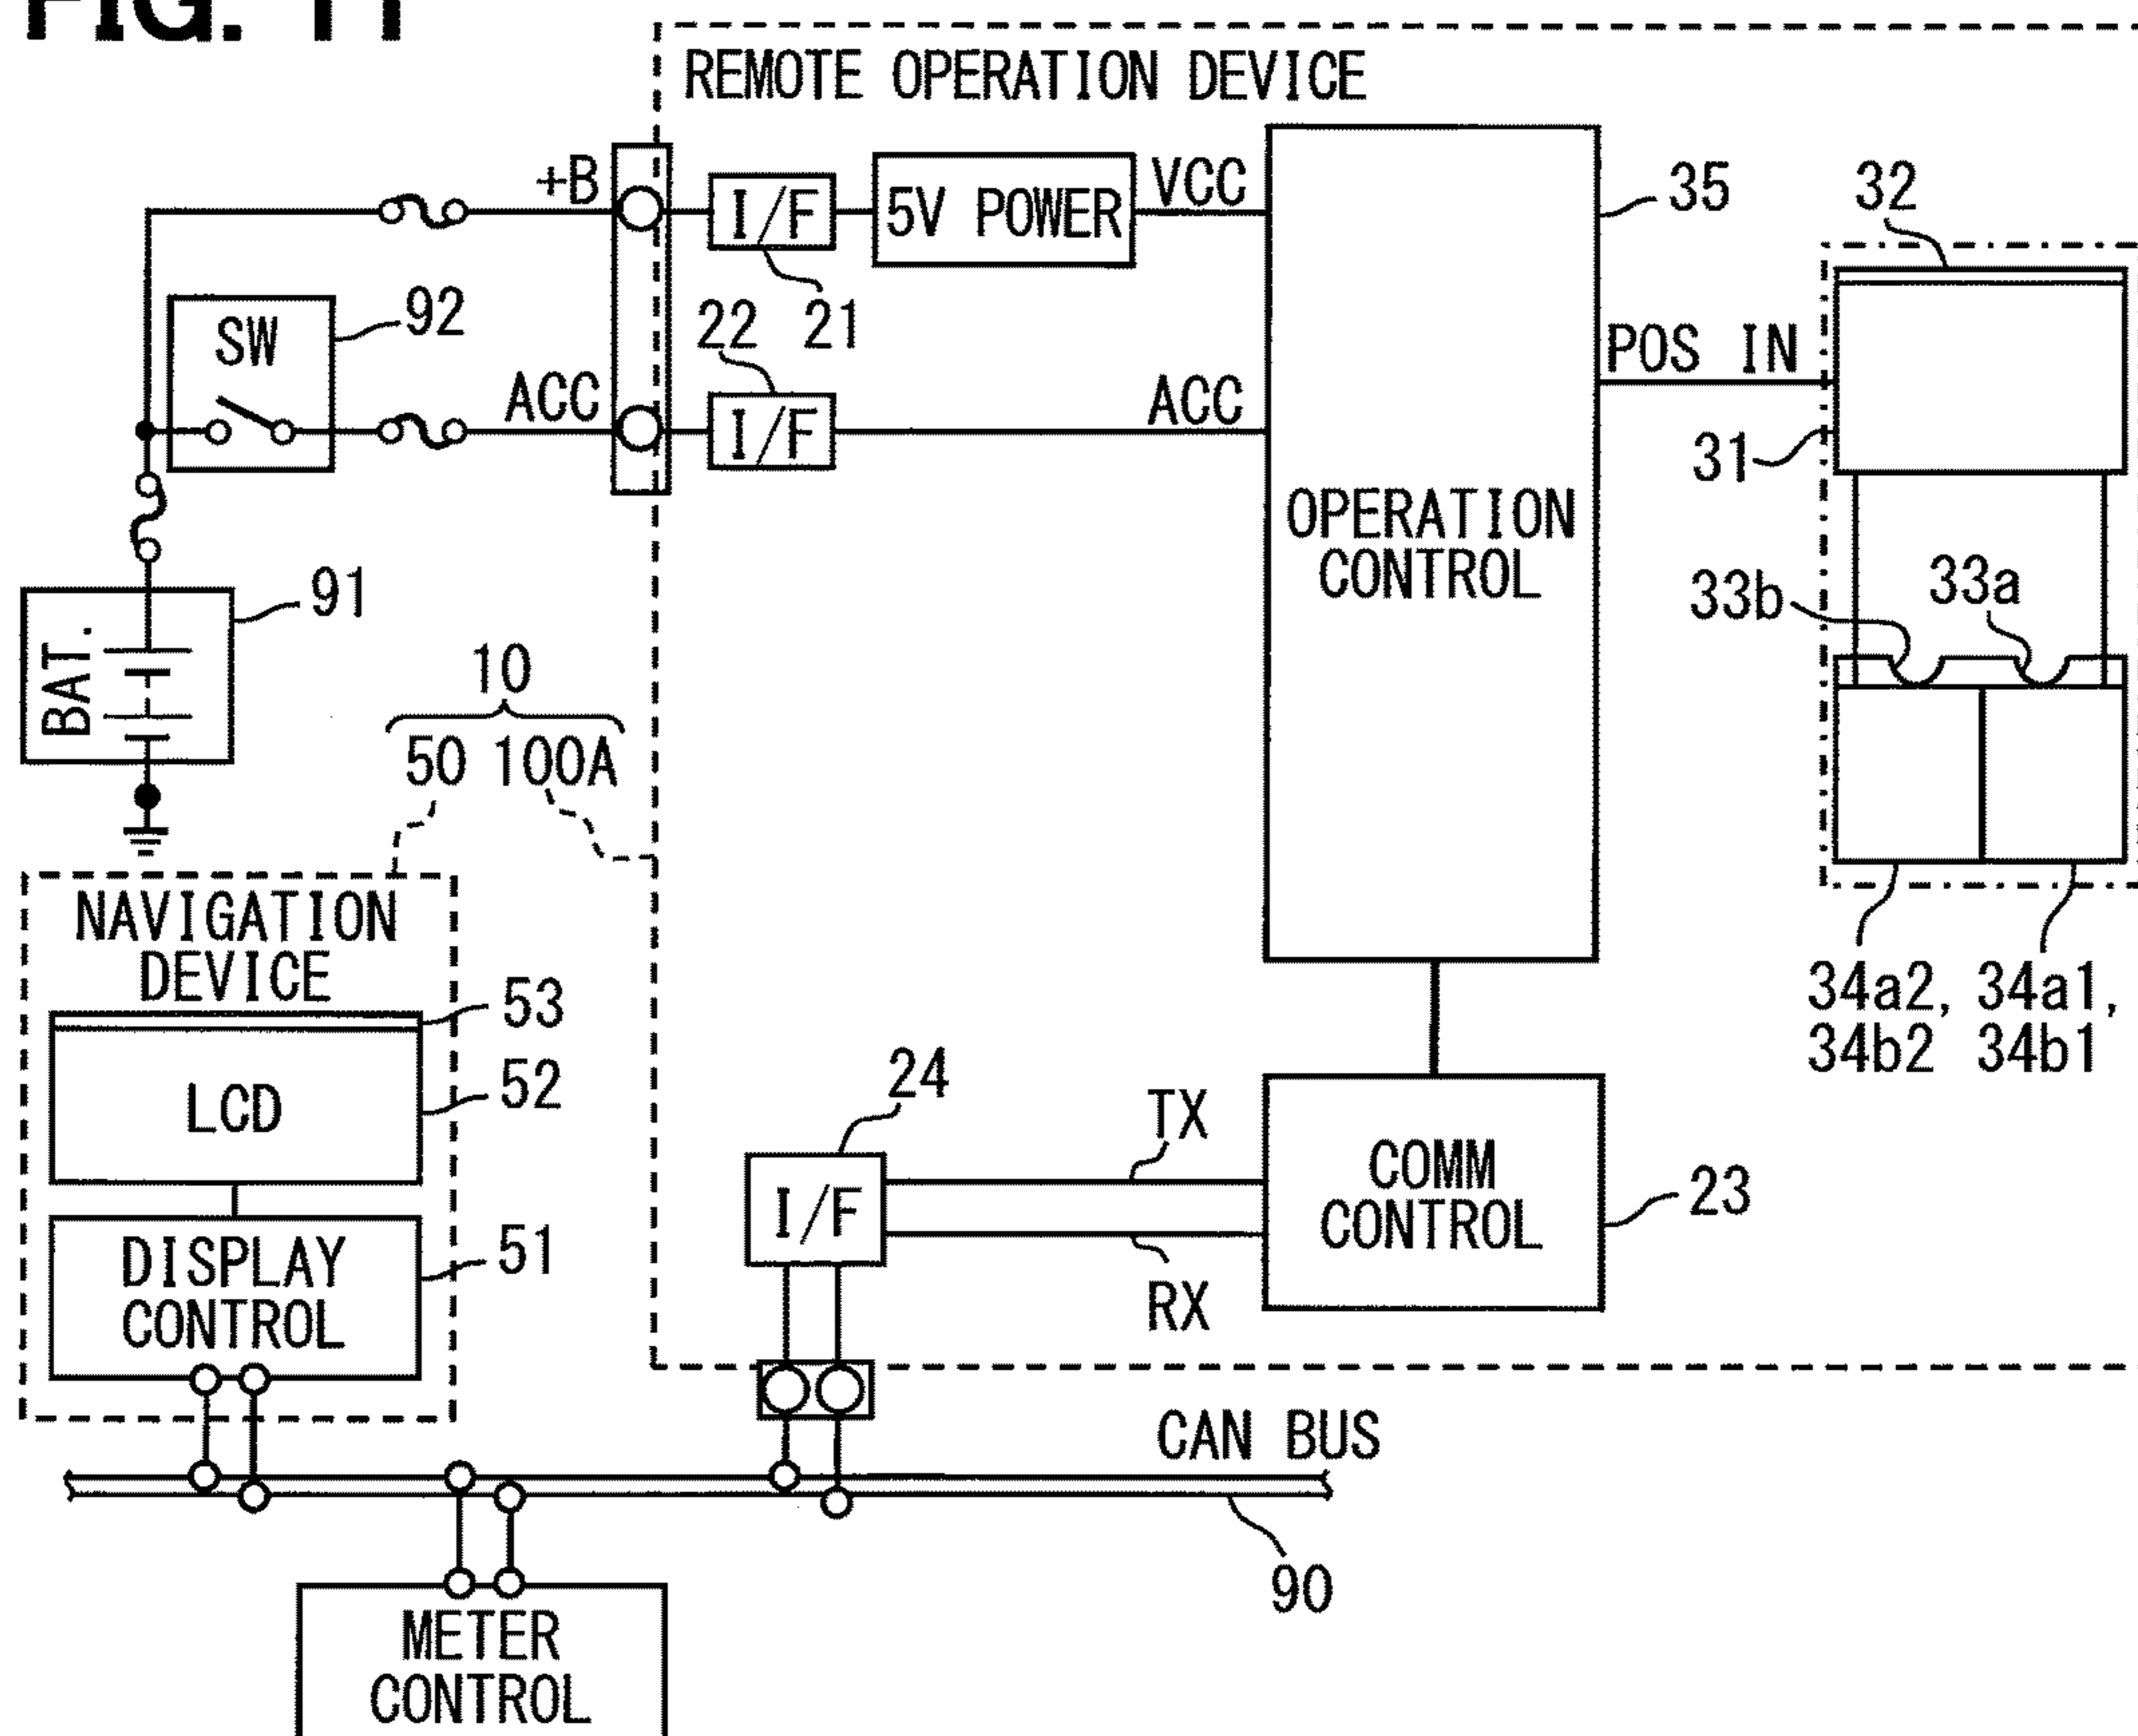 FIG. 11
REMOTE OPERATION DEVICE
+B
I/F
5V POWER
VCC
35
32
92
SW
22
21
ACC
I/F
ACC
POS IN
31
OPERATION
CONTROL
33b
33a
91
BAT.
10
50 100A
NAVIGATION
DEVICE
53
LCD
52
34a2, 34a1,
34b2 34b1
24
TX
COMM
CONTROL
23
I/F
RX
DISPLAY
CONTROL
51
CAN BUS
90
METER
CONTROL